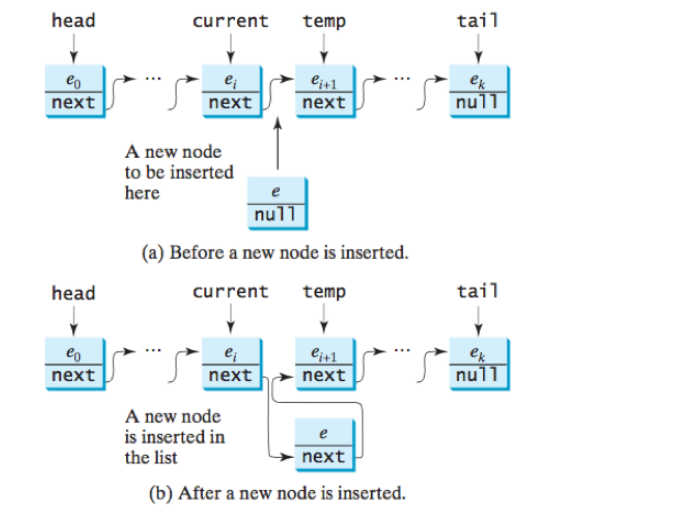 head current temp tail
e₀ ... eᵢ eᵢ₊₁ ... eₖ
next next next null
A new node
to be inserted
here
e
null
(a) Before a new node is inserted.
head current temp tail
e₀ ... eᵢ eᵢ₊₁ ... eₖ
next next next null
A new node
is inserted in
the list
e
next
(b) After a new node is inserted.